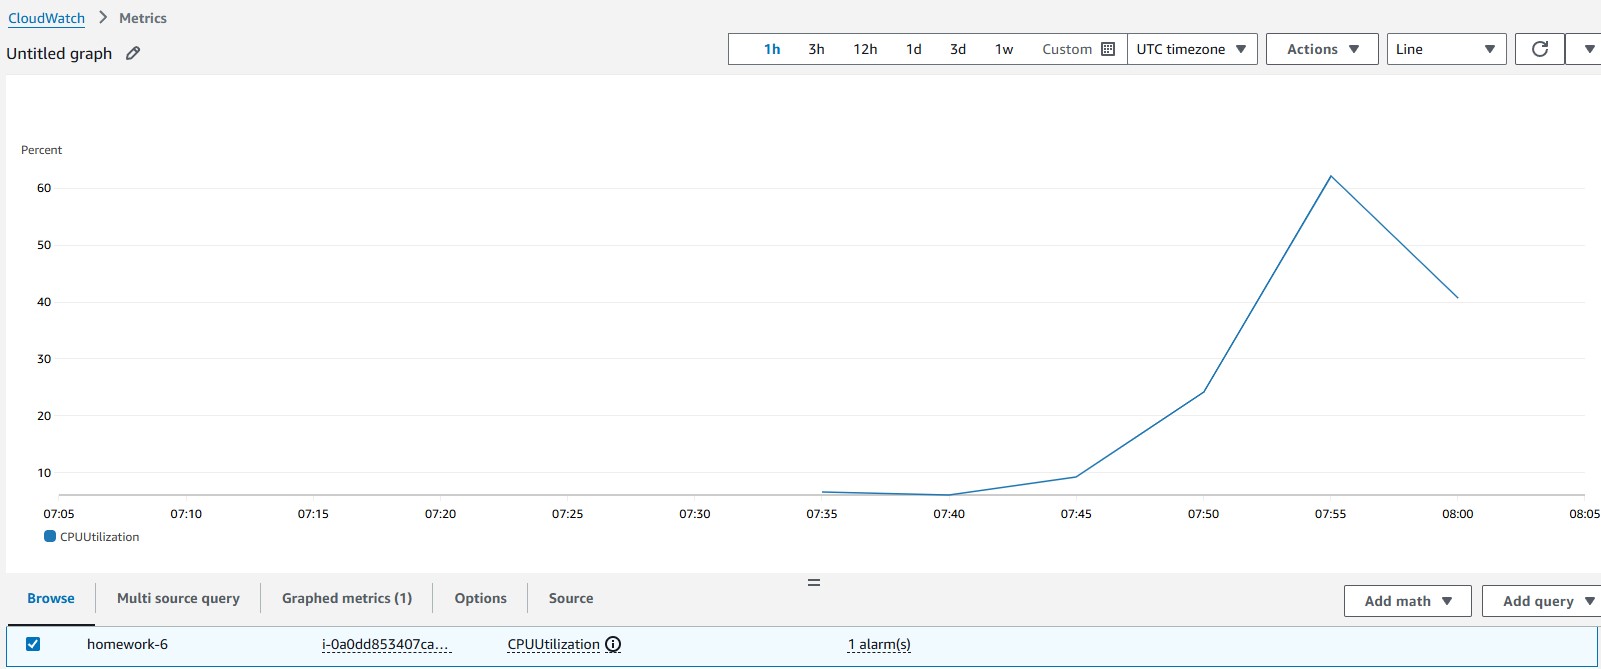 CloudWatch > Metrics
Untitled graph
1h 3h 12h 1d 3d 1w Custom UTC timezone Actions Line
Percent
60
50
40
30
20
10
07:05 07:10 07:15 07:20 07:25 07:30 07:35 07:40 07:45 07:50 07:55 08:00 08:05
CPUUtilization
Browse Multi source query Graphed metrics (1) Options Source Add math Add query
homework-6 i-0a0dd853407ca... CPUUtilization 1 alarm(s)